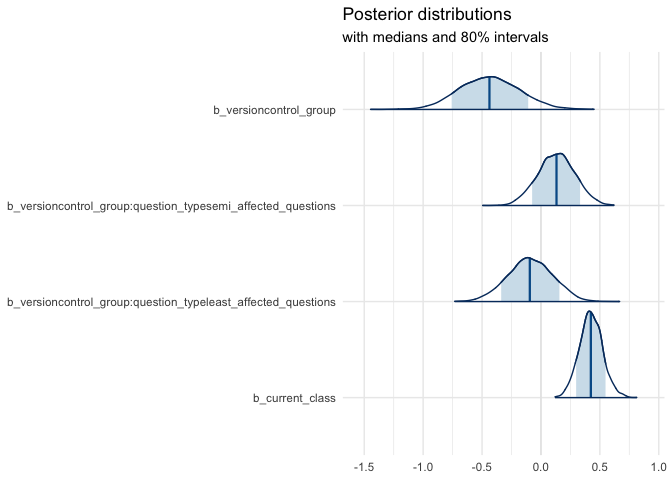 Posterior distributions
with medians and 80% intervals
b_versioncontrol_group
b_versioncontrol_group:question_typesemi_affected_questions
b_versioncontrol_group:question_typeleast_affected_questions
b_current_class
-1.5 -1.0 -0.5 0.0 0.5 1.0